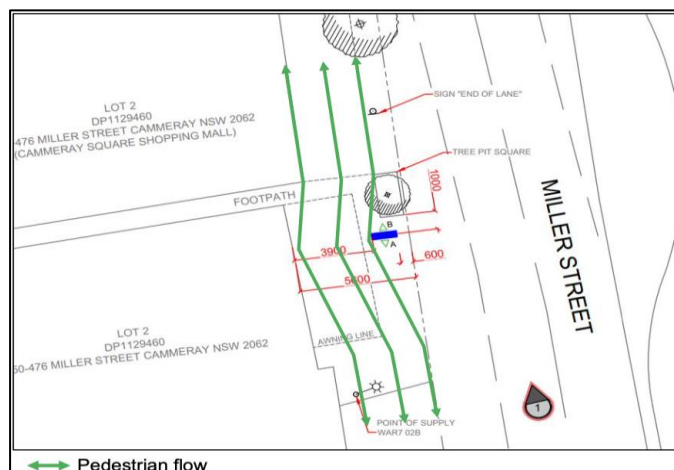 SIGN "END OF LANE"
LOT 2
DP1129460
-476 MILLER STREET CAMMERAY NSW 2062
(CAMMERAY SQUARE SHOPPING MALL)
TREE PIT SQUARE
1000
FOOTPATH
B
A
3900
600
5600
MILLER STREET
LOT 2
DP1129460
60-476 MILLER STREET CAMMERAY NSW 2062
AWNING LINE
1
POINT OF SUPPLY
WAR7 02B
Pedestrian flow